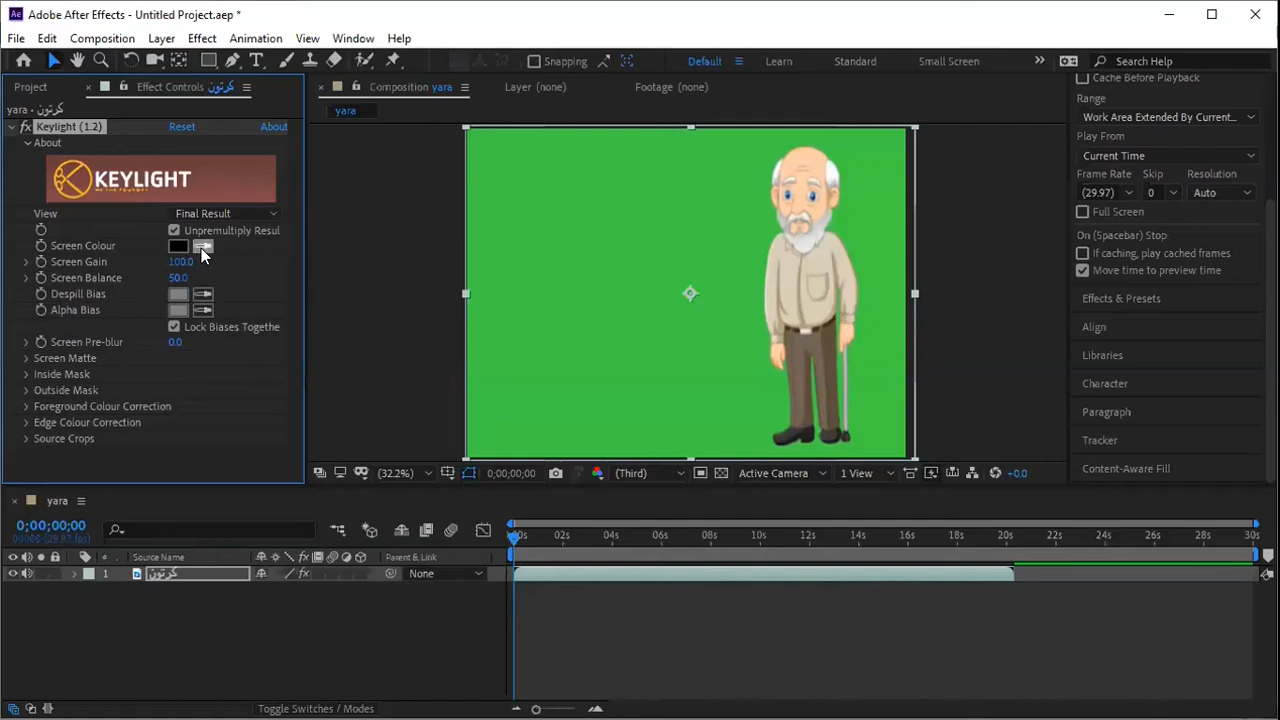 Adobe After Effects - Untitled Project.aep *
File Edit Composition Layer Effect Animation View Window Help
Snapping Default Learn Standard Small Screen Search Help
Project Effect Controls كرتون Composition yara Layer (none) Footage (none)
yara • كرتون
yara
Keylight (1.2) Reset About
About
KEYLIGHT
View Final Result
Unpremultiply Resul
Screen Colour
Screen Gain 100.0
Screen Balance 50.0
Despill Bias
Alpha Bias
Lock Biases Togethe
Screen Pre-blur 0.0
Screen Matte
Inside Mask
Outside Mask
Foreground Colour Correction
Edge Colour Correction
Source Crops
Cache Before Playback
Range
Work Area Extended By Current...
Play From
Current Time
Frame Rate Skip Resolution
(29.97) 0 Auto
Full Screen
On (Spacebar) Stop:
If caching, play cached frames
Move time to preview time
Effects & Presets
Align
Libraries
Character
Paragraph
Tracker
Content-Aware Fill
(32.2%) 0;00;00;00 (Third) Active Camera 1 View +0.0
yara
0;00;00;00
00000 (29.97 fps)
:00s 02s 04s 06s 08s 10s 12s 14s 16s 18s 20s 22s 24s 26s 28s 30s
# Source Name Parent & Link
1 كرتون None
Toggle Switches / Modes